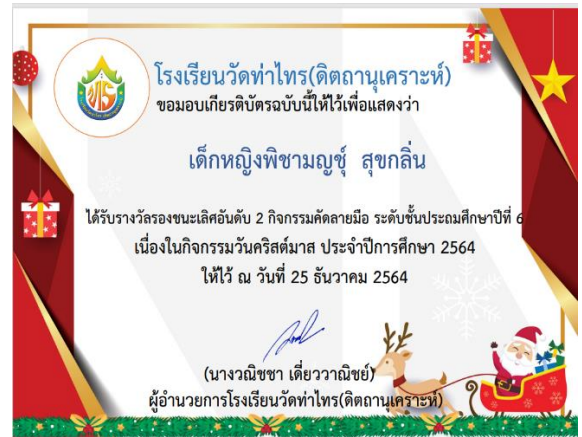 โรงเรียนวัดท่าไทร(ดิตถานุเคราะห์)
ขอมอบเกียรติบัตรฉบับนี้ให้ไว้เพื่อแสดงว่า
เด็กหญิงพิชามญชุ์ สุขกลิ่น
ได้รับรางวัลรองชนะเลิศอันดับ 2 กิจกรรมคัดลายมือ ระดับชั้นประถมศึกษาปีที่ 6
เนื่องในกิจกรรมวันคริสต์มาส ประจำปีการศึกษา 2564
ให้ไว้ ณ วันที่ 25 ธันวาคม 2564
(นางวณิชชา เดี่ยววาณิชย์)
ผู้อำนวยการโรงเรียนวัดท่าไทร(ดิตถานุเคราะห์)